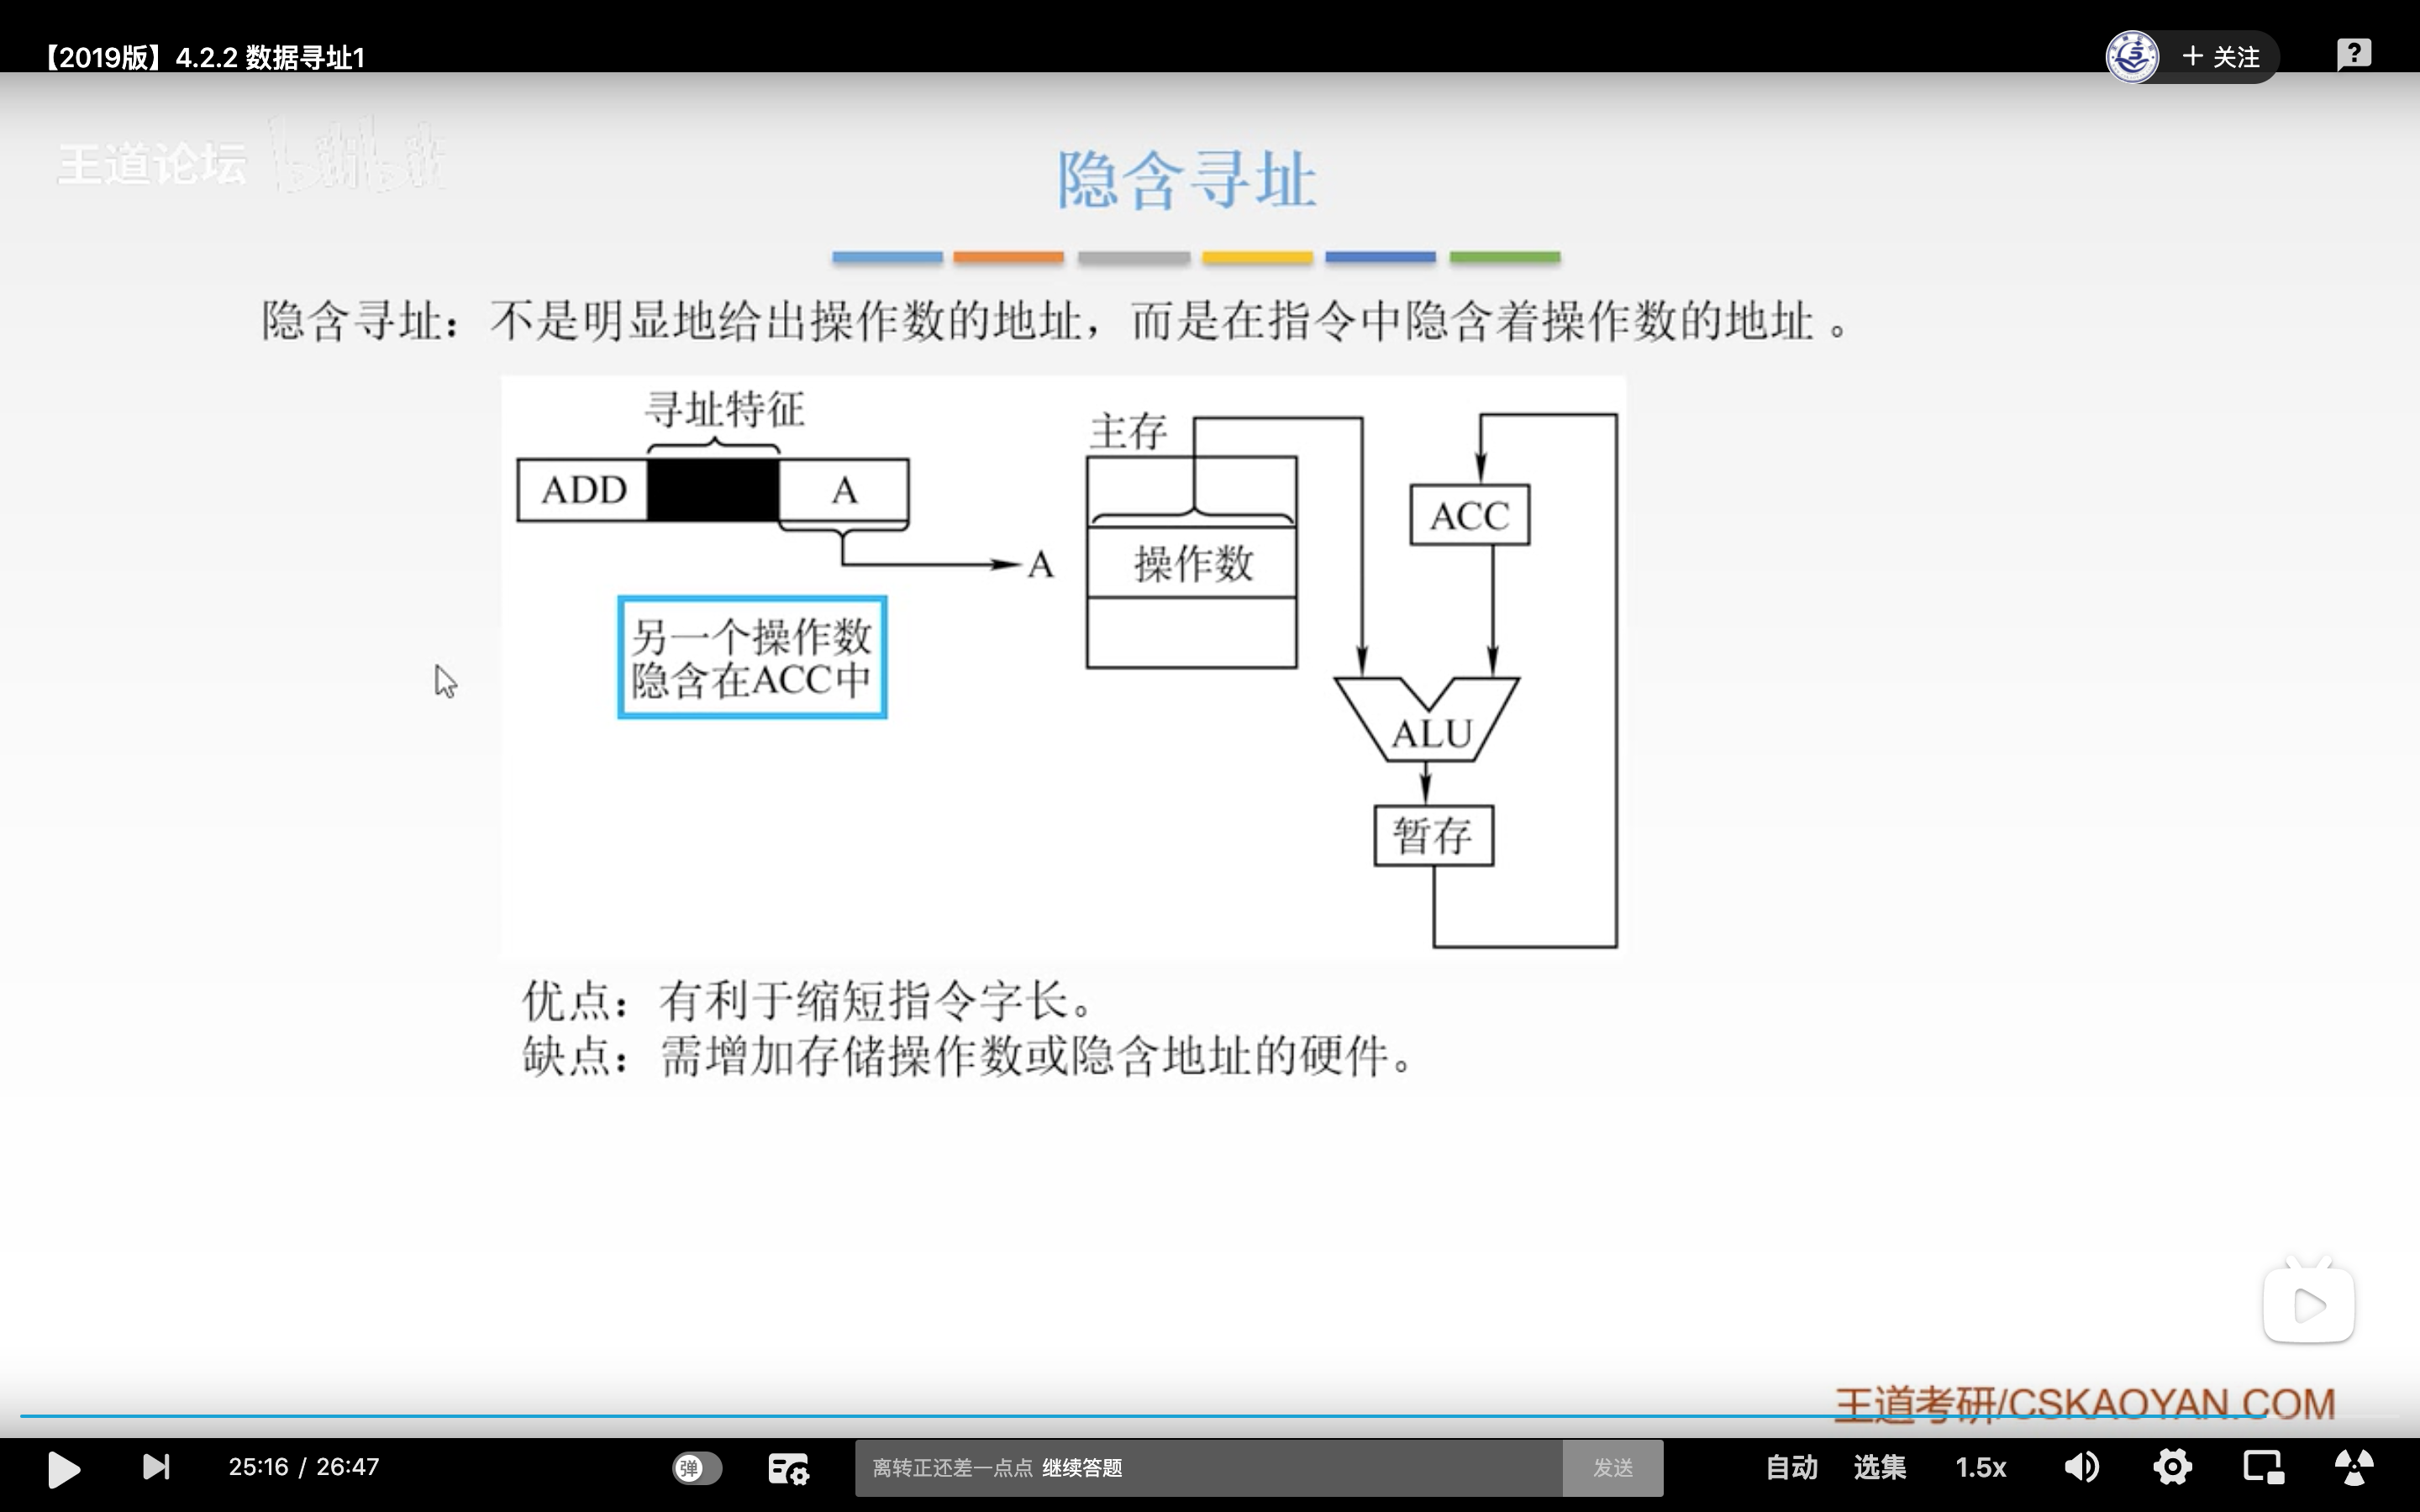 【2019版】4.2.2 数据寻址1
+ 关注
王道论坛 bilibili
隐含寻址
隐含寻址：不是明显地给出操作数的地址，而是在指令中隐含着操作数的地址。
寻址特征
ADD
A
A
另一个操作数
隐含在ACC中
主存
操作数
ACC
ALU
暂存
优点：有利于缩短指令字长。
缺点：需增加存储操作数或隐含地址的硬件。
王道考研/CSKAOYAN.COM
25:16 / 26:47
弹
离转正还差一点点 继续答题
发送
自动
选集
1.5x